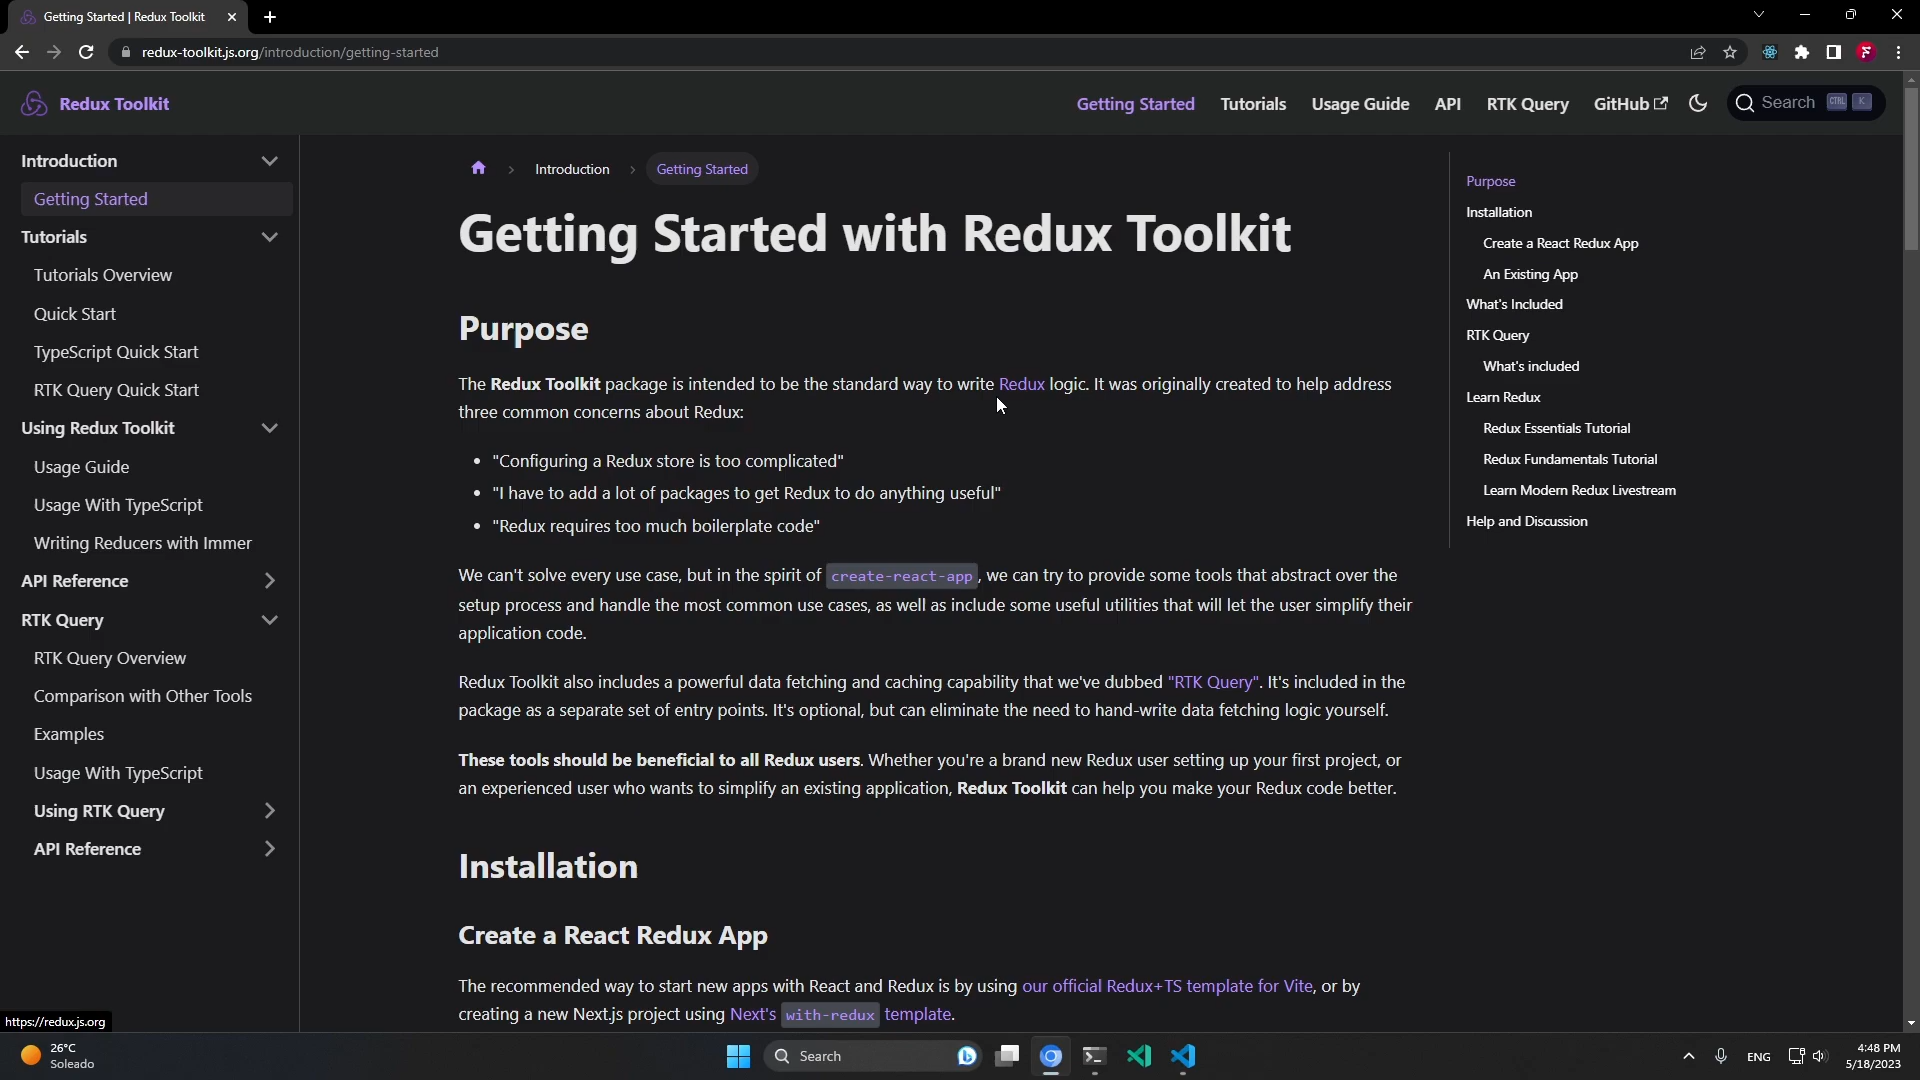 Getting Started | Redux Toolkit
redux-toolkit.js.org/introduction/getting-started
Redux Toolkit
Getting Started
Tutorials
Usage Guide
API
RTK Query
GitHub
Search
CTRL
K
Introduction
Getting Started
Tutorials
Tutorials Overview
Quick Start
TypeScript Quick Start
RTK Query Quick Start
Using Redux Toolkit
Usage Guide
Usage With TypeScript
Writing Reducers with Immer
API Reference
RTK Query
RTK Query Overview
Comparison with Other Tools
Examples
Usage With TypeScript
Using RTK Query
API Reference
Introduction
Getting Started
Getting Started with Redux Toolkit
Purpose
The Redux Toolkit package is intended to be the standard way to write Redux logic. It was originally created to help address
three common concerns about Redux:
"Configuring a Redux store is too complicated"
"I have to add a lot of packages to get Redux to do anything useful"
"Redux requires too much boilerplate code"
We can't solve every use case, but in the spirit of create-react-app, we can try to provide some tools that abstract over the
setup process and handle the most common use cases, as well as include some useful utilities that will let the user simplify their
application code.
Redux Toolkit also includes a powerful data fetching and caching capability that we've dubbed "RTK Query". It's included in the
package as a separate set of entry points. It's optional, but can eliminate the need to hand-write data fetching logic yourself.
These tools should be beneficial to all Redux users. Whether you're a brand new Redux user setting up your first project, or
an experienced user who wants to simplify an existing application, Redux Toolkit can help you make your Redux code better.
Installation
Create a React Redux App
The recommended way to start new apps with React and Redux is by using our official Redux+TS template for Vite, or by
creating a new Next.js project using Next's with-redux template.
Purpose
Installation
Create a React Redux App
An Existing App
What's Included
RTK Query
What's included
Learn Redux
Redux Essentials Tutorial
Redux Fundamentals Tutorial
Learn Modern Redux Livestream
Help and Discussion
https://redux.js.org
26°C
Soleado
Search
ENG
4:48 PM
5/18/2023